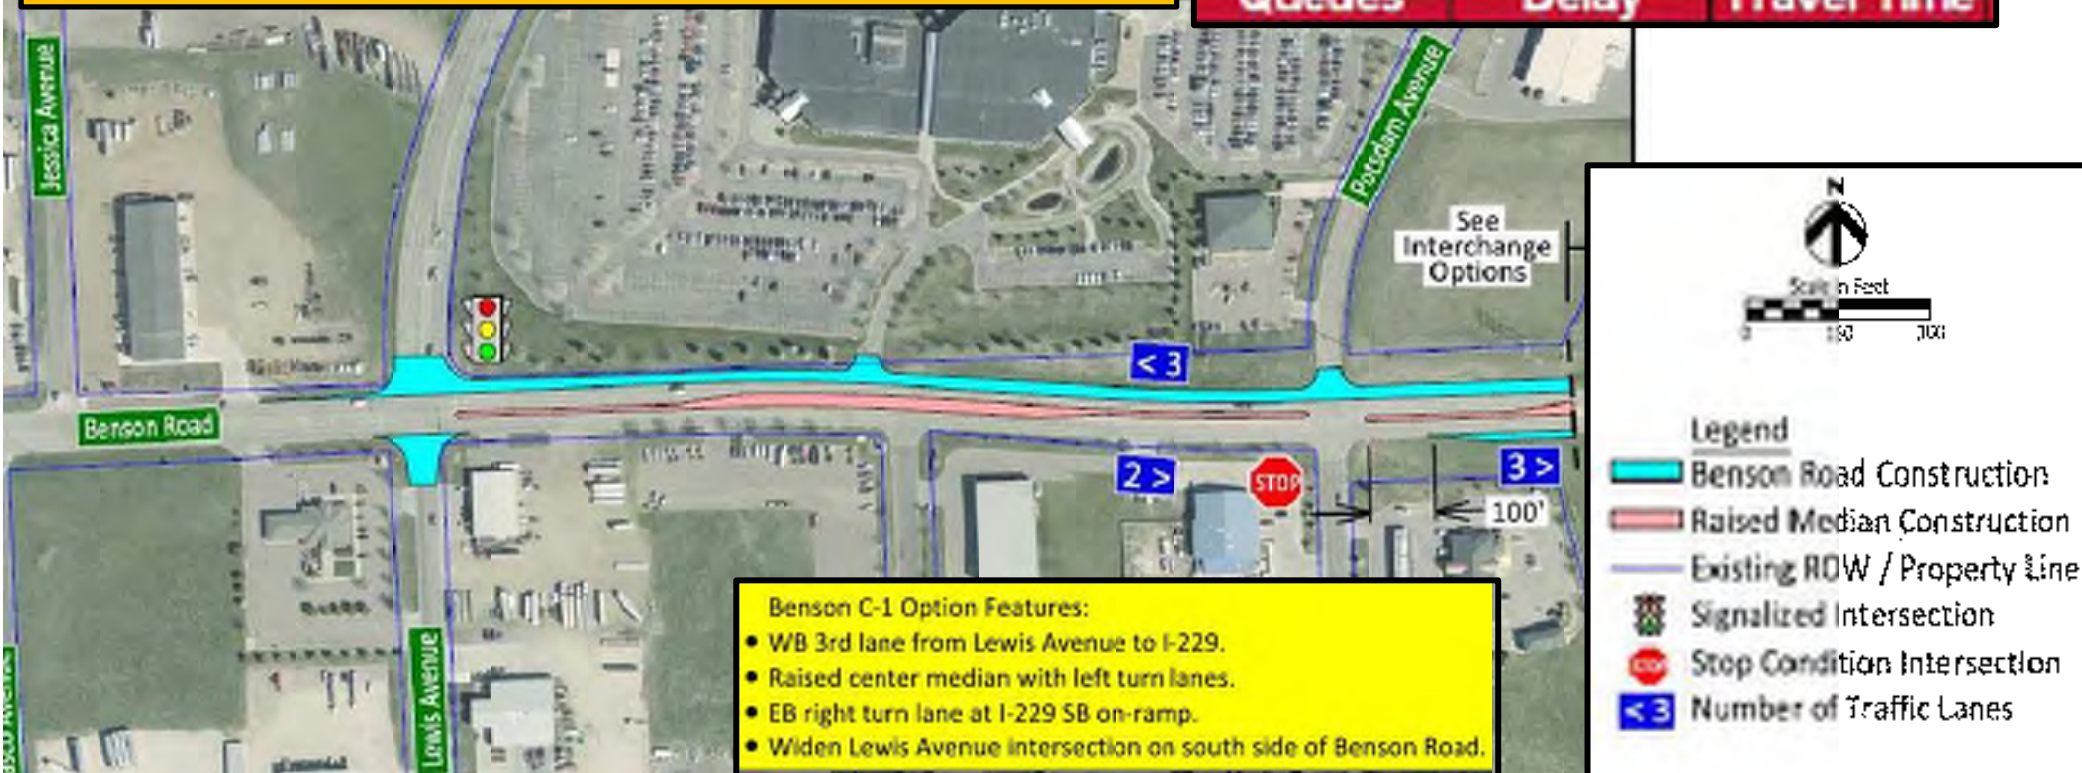 Queues Delay Travel Time
Jessica Avenue
Potsdam Avenue
See
Interchange
Options
N
Scale in Feet
0
< 3
Benson Road
2 >
STOP
3 >
100'
Lewis Avenue
Avenue
Benson C-1 Option Features:
• WB 3rd lane from Lewis Avenue to I-229.
• Raised center median with left turn lanes.
• EB right turn lane at I-229 SB on-ramp.
• Widen Lewis Avenue intersection on south side of Benson Road.
Legend
Benson Road Construction
Raised Median Construction
Existing ROW / Property Line
Signalized Intersection
STOP Stop Condition Intersection
< 3 Number of Traffic Lanes